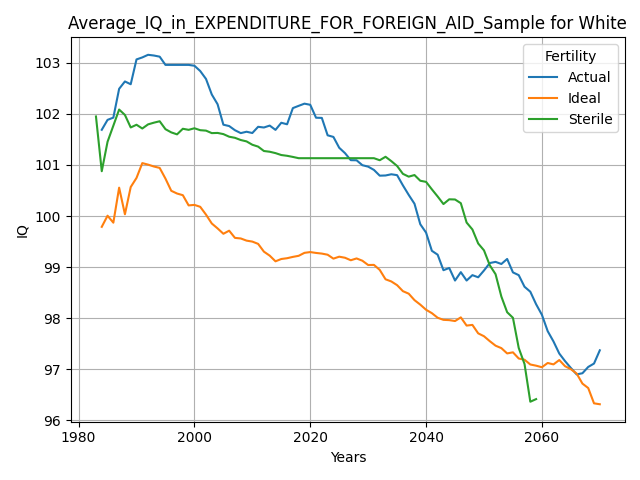 Average_IQ_in_EXPENDITURE_FOR_FOREIGN_AID_Sample for White
Fertility
Actual
Ideal
Sterile
IQ
103
102
101
100
99
98
97
96
1980
2000
2020
2040
2060
Years